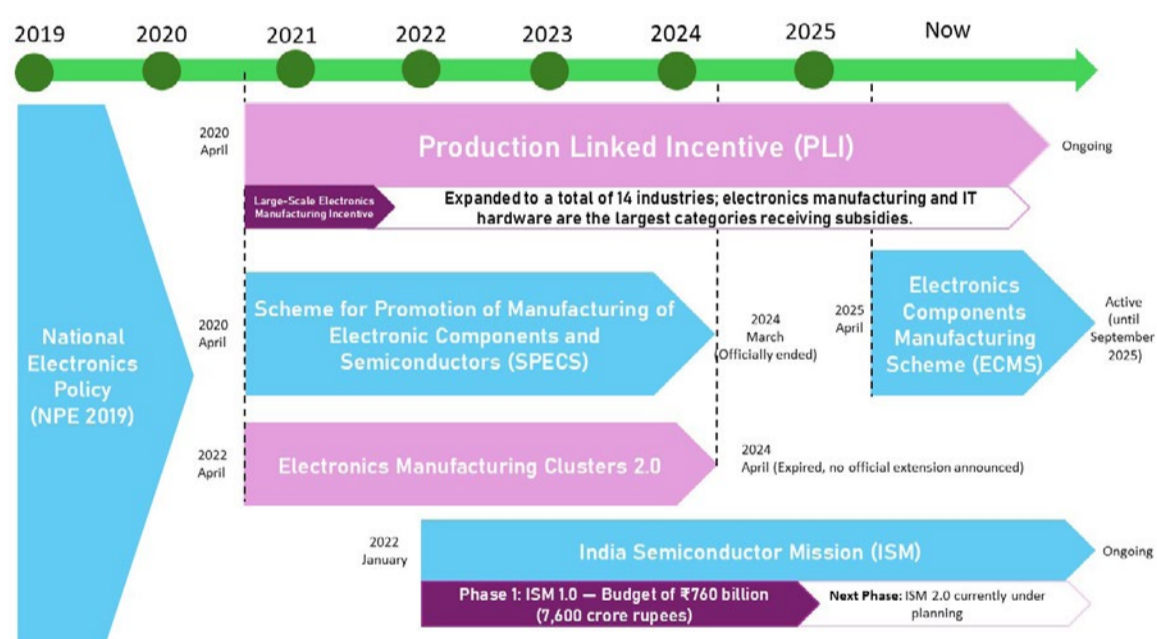 2019
2020
2021
2022
2023
2024
2025
Now
2020
April
Production Linked Incentive (PLI)
Ongoing
Large-Scale Electronics
Manufacturing Incentive
Expanded to a total of 14 industries; electronics manufacturing and IT
hardware are the largest categories receiving subsidies.
National
Electronics
Policy
(NPE 2019)
2020
April
Scheme for Promotion of Manufacturing of
Electronic Components and
Semiconductors (SPECS)
2024
March
(Officially ended)
2025
April
Electronics
Components
Manufacturing
Scheme (ECMS)
Active
(until
September
2025)
2022
April
Electronics Manufacturing Clusters 2.0
2024
April (Expired, no official extension announced)
2022
January
India Semiconductor Mission (ISM)
Ongoing
Phase 1: ISM 1.0 — Budget of ₹760 billion
(7,600 crore rupees)
Next Phase: ISM 2.0 currently under
planning